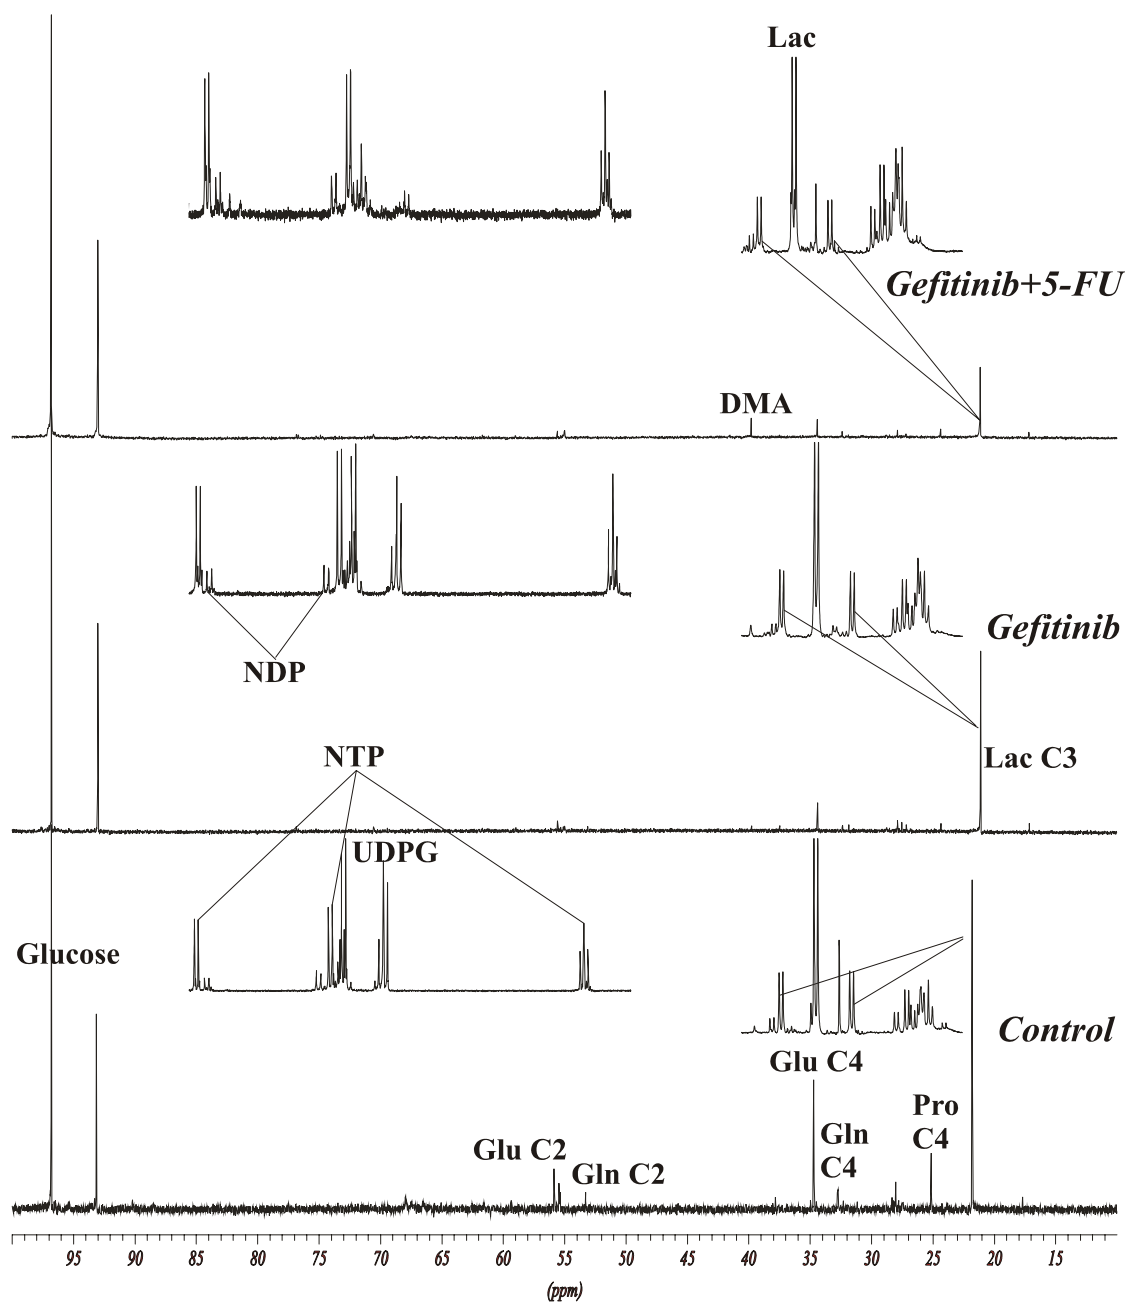 Lac
Gefitinib+5-FU
DMA
NDP
Gefitinib
NTP
Lac C3
UDPG
Glucose
Control
Glu C4
Pro
C4
Gln
C4
Glu C2
Gln C2
95 90 85 80 75 70 65 60 55 50 45 40 35 30 25 20 15
(ppm)